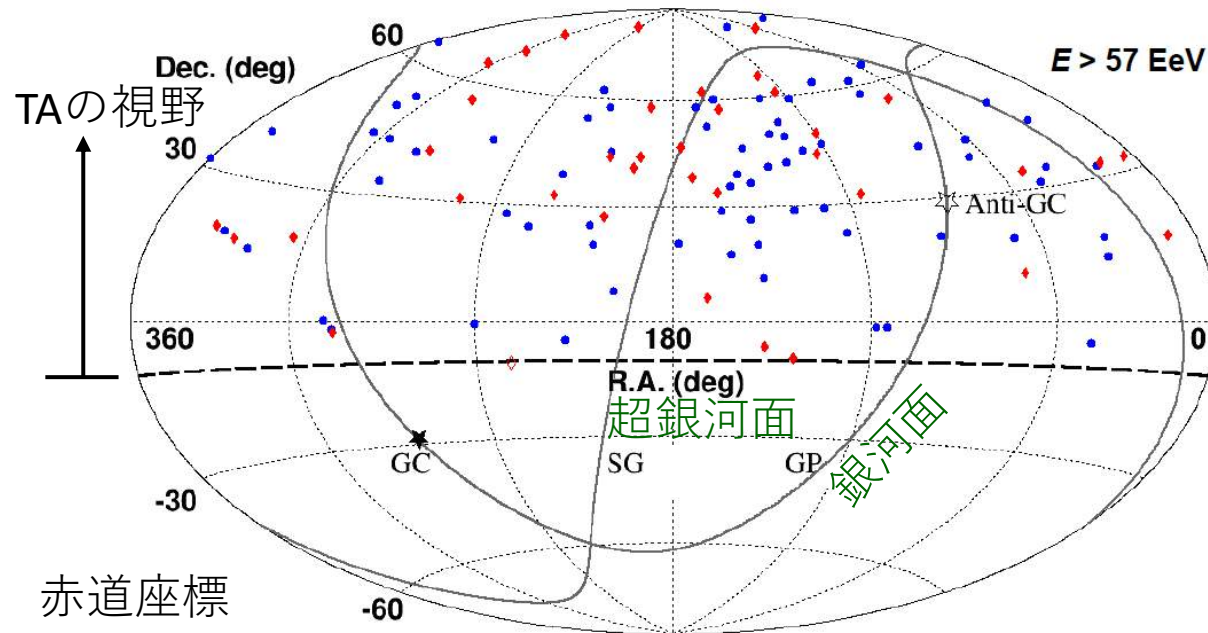 60
Dec. (deg)
E > 57 EeV
TAの視野
30
Anti-GC
360
180
0
R.A. (deg)
超銀河面
銀河面
GC
SG
GP
-30
赤道座標
-60